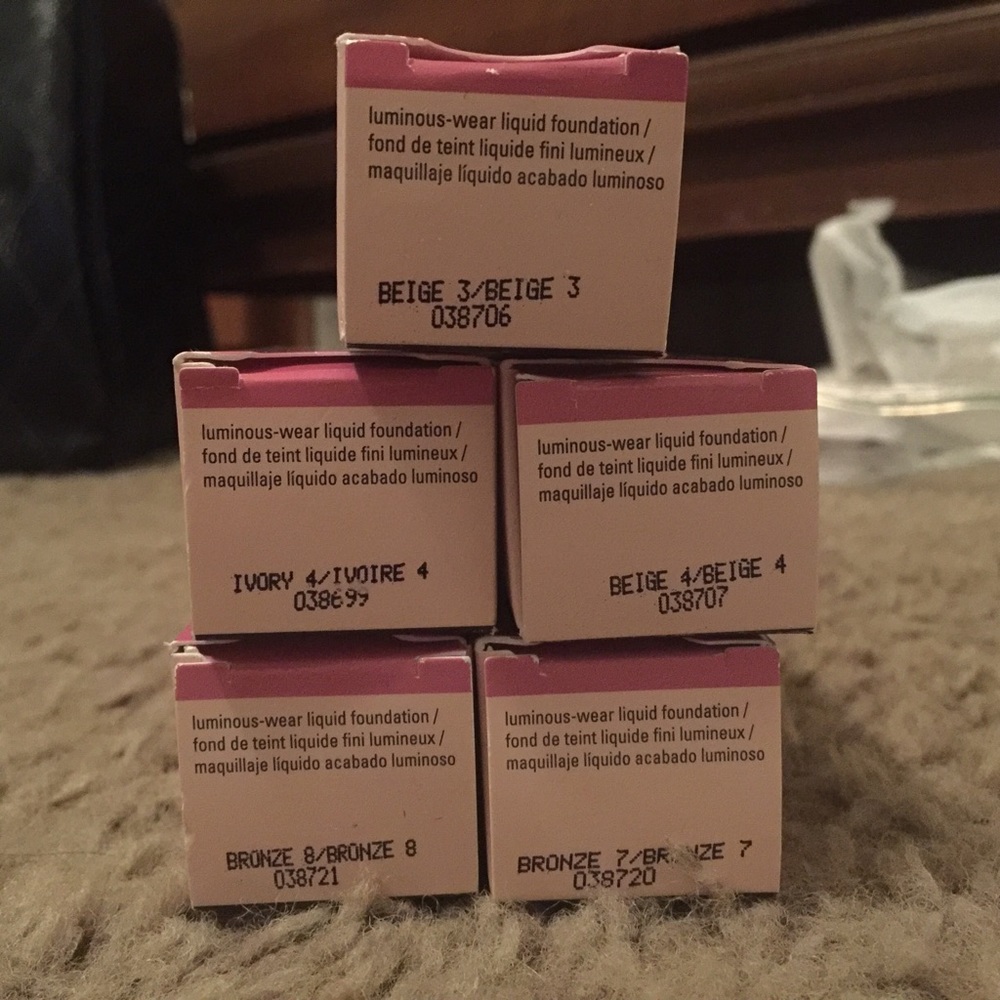 luminous-wear liquid foundation /
fond de teint liquide fini lumineux /
maquillaje líquido acabado luminoso
BEIGE 3/BEIGE 3
038706
luminous-wear liquid foundation /
fond de teint liquide fini lumineux /
maquillaje líquido acabado luminoso
IVORY 4/IVOIRE 4
038699
luminous-wear liquid foundation /
fond de teint liquide fini lumineux /
maquillaje líquido acabado luminoso
BEIGE 4/BEIGE 4
038707
luminous-wear liquid foundation /
fond de teint liquide fini lumineux /
maquillaje líquido acabado luminoso
BRONZE 8/BRONZE 8
038721
luminous-wear liquid foundation /
fond de teint liquide fini lumineux /
maquillaje líquido acabado luminoso
BRONZE 7/BRONZE 7
038720